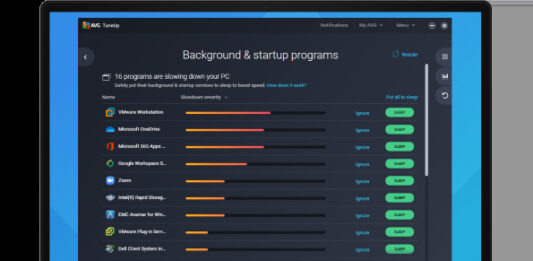 AVG TuneUp
Notifications My AVG Menu
Background & startup programs
Rescan
16 programs are slowing down your PC
Safely put their background & startup services to sleep to boost speed. How does it work?
Name Slowdown severity Put all to sleep
VMware Workstation Ignore SLEEP
Microsoft OneDrive Ignore SLEEP
Microsoft 365 Apps ... Ignore SLEEP
Google Workspace S... Ignore SLEEP
Zoom Ignore SLEEP
Intel(R) Rapid Storag... Ignore SLEEP
EMC Avamar for Win... Ignore SLEEP
VMware Plug in Serv... Ignore SLEEP
Dell Client System In... Ignore SLEEP